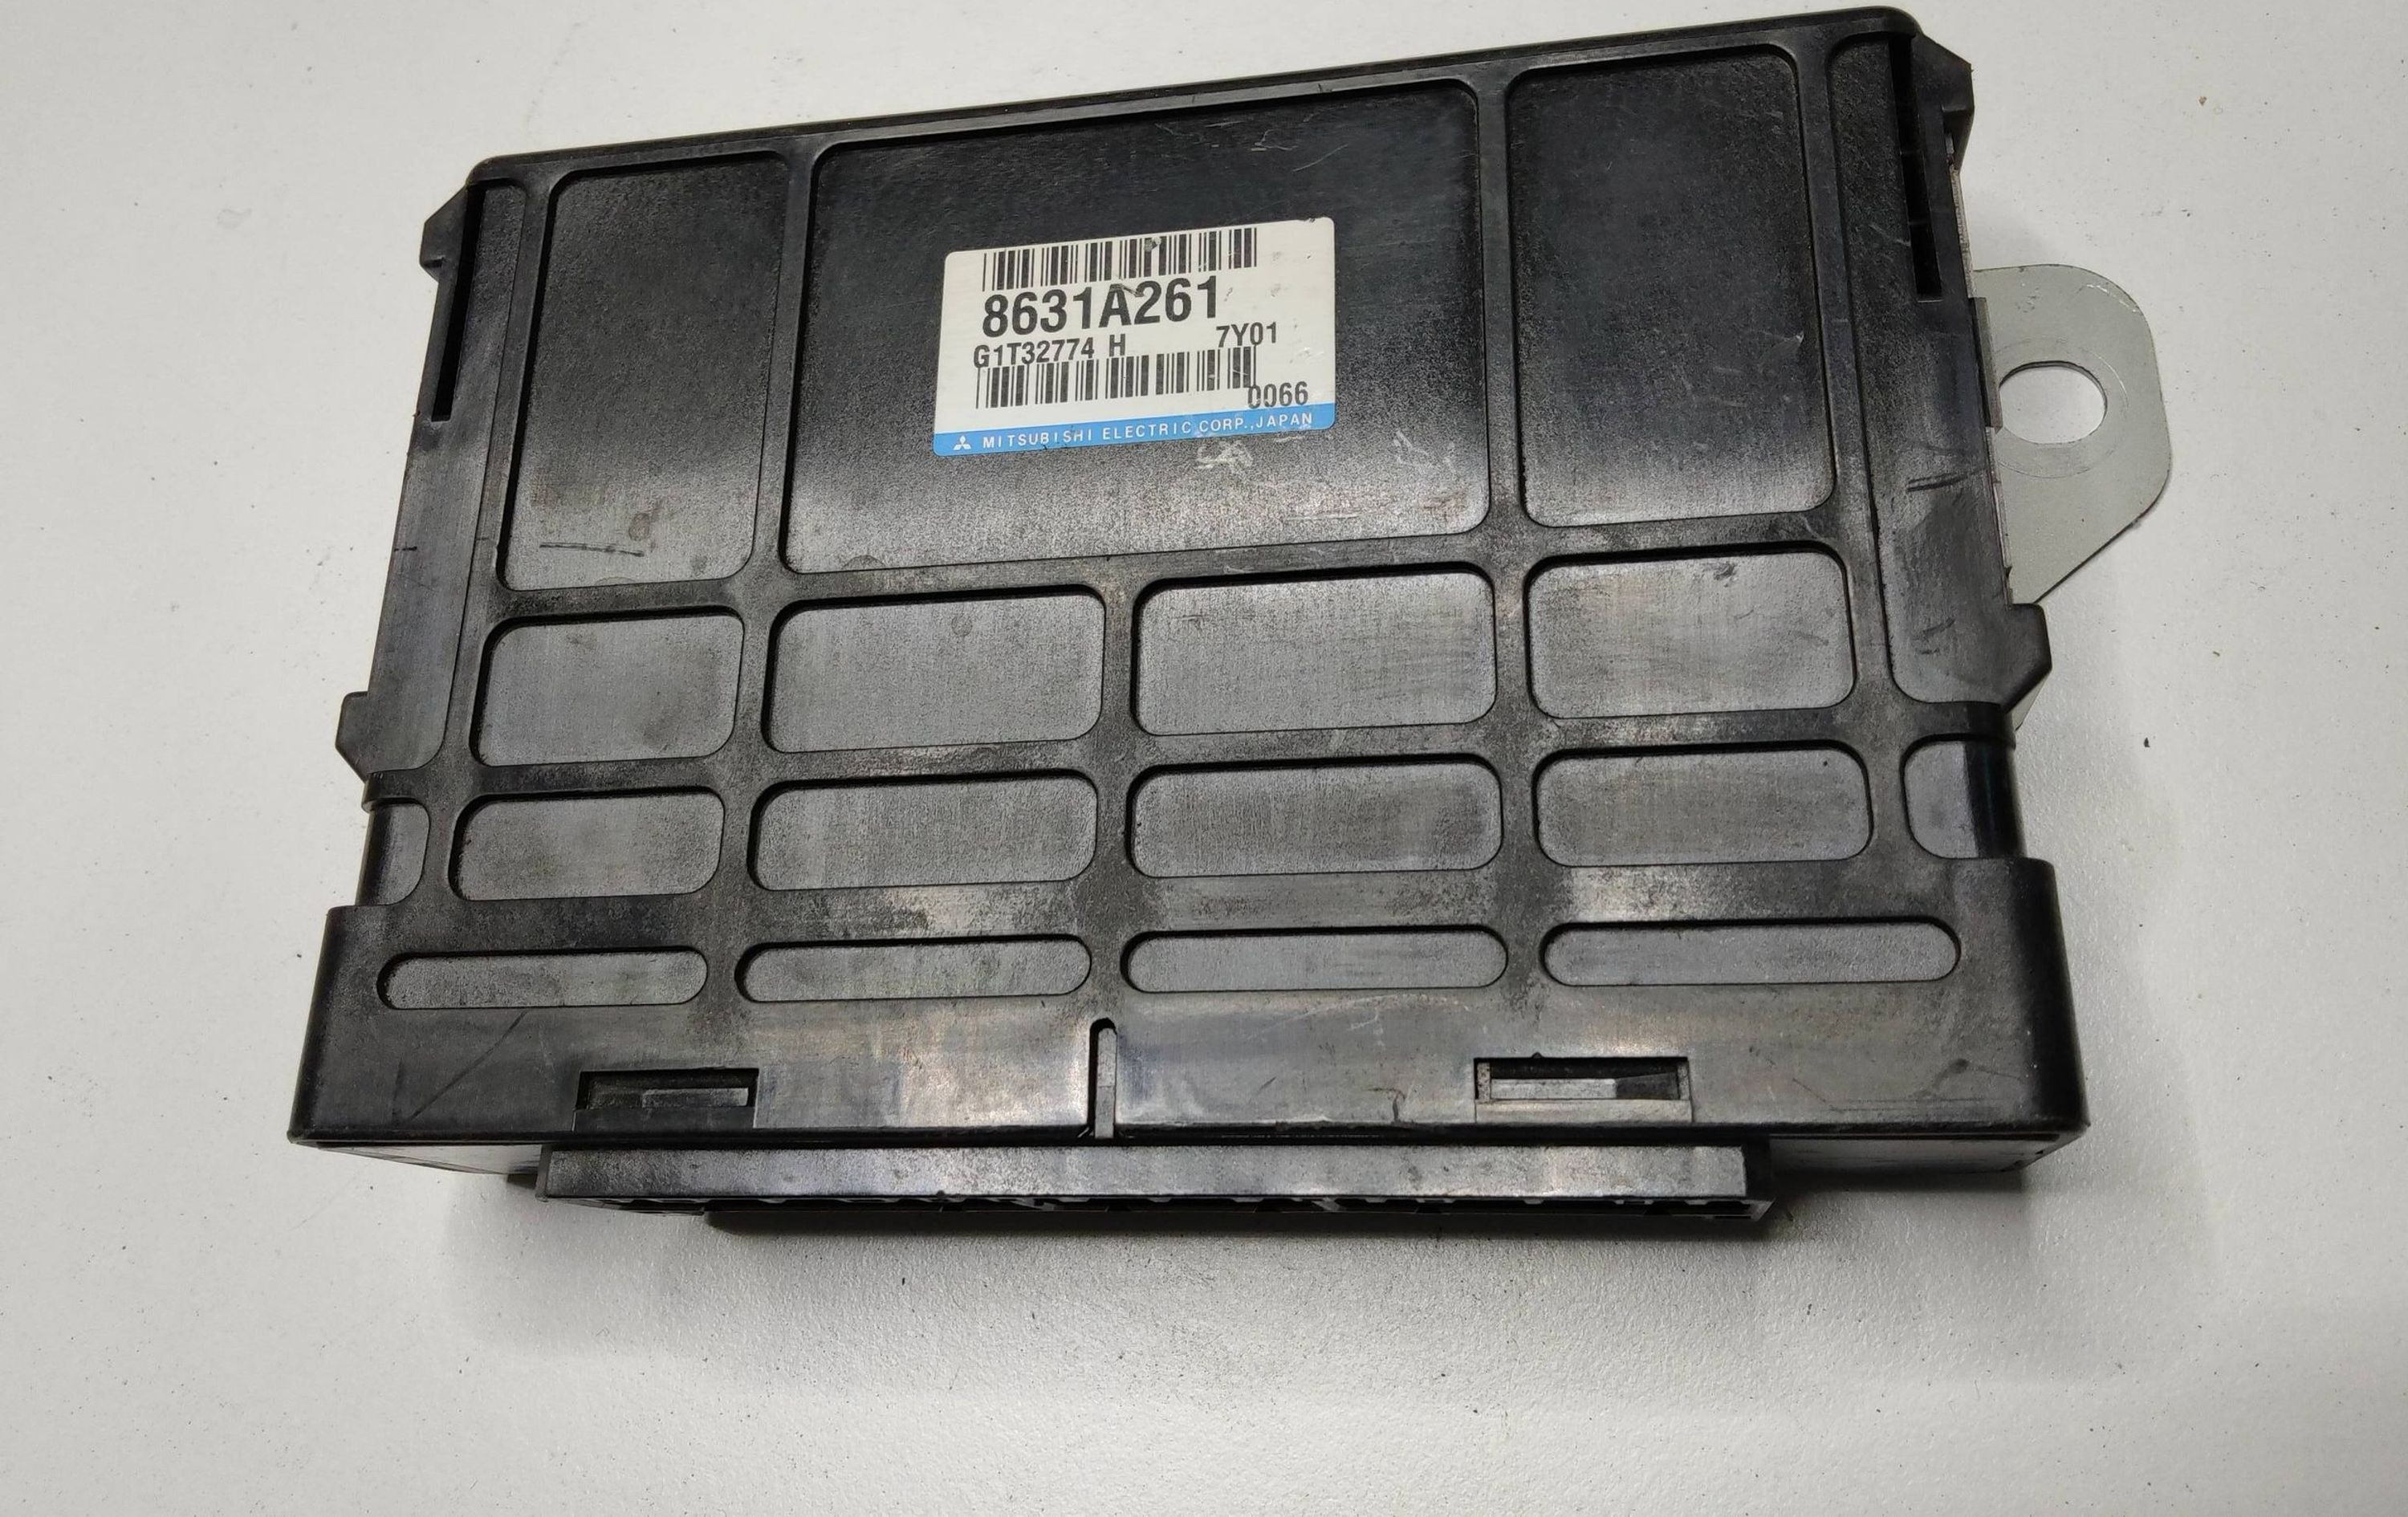 8631A261
G1T32774 H 7Y01
0066
MITSUBISHI ELECTRIC CORP.,JAPAN